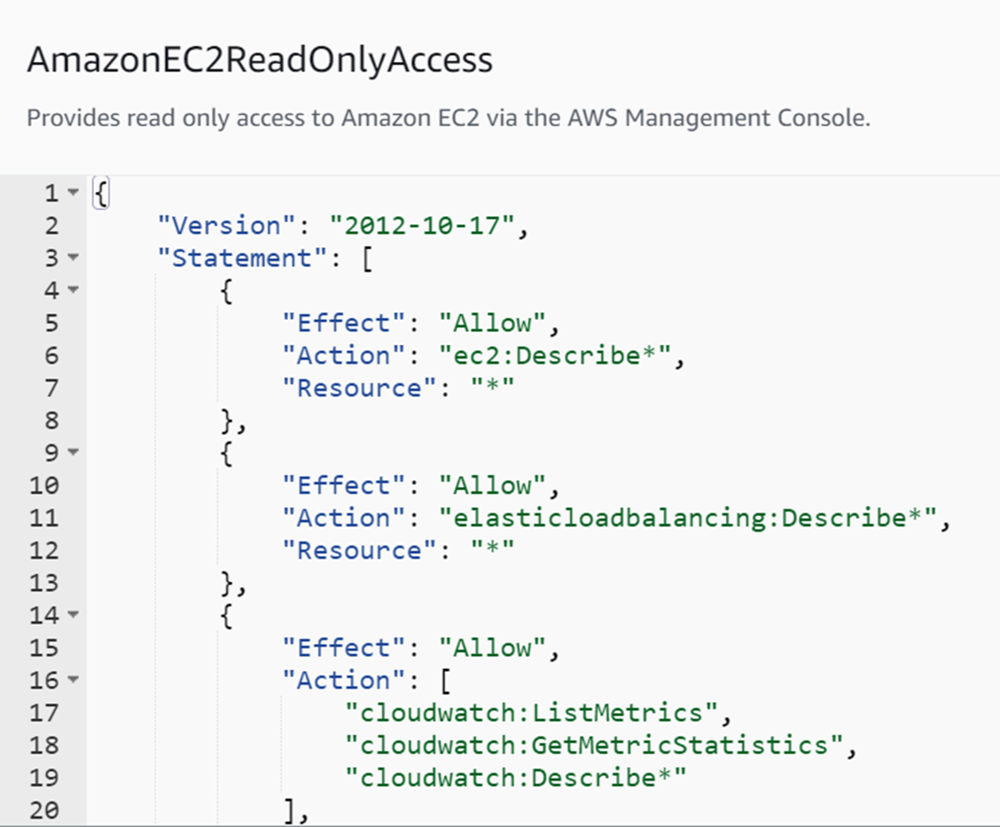 AmazonEC2ReadOnlyAccess
Provides read only access to Amazon EC2 via the AWS Management Console.
1 {
2 "Version": "2012-10-17",
3 "Statement": [
4 {
5 "Effect": "Allow",
6 "Action": "ec2:Describe*",
7 "Resource": "*"
8 },
9 {
10 "Effect": "Allow",
11 "Action": "elasticloadbalancing:Describe*",
12 "Resource": "*"
13 },
14 {
15 "Effect": "Allow",
16 "Action": [
17 "cloudwatch:ListMetrics",
18 "cloudwatch:GetMetricStatistics",
19 "cloudwatch:Describe*"
20 ],